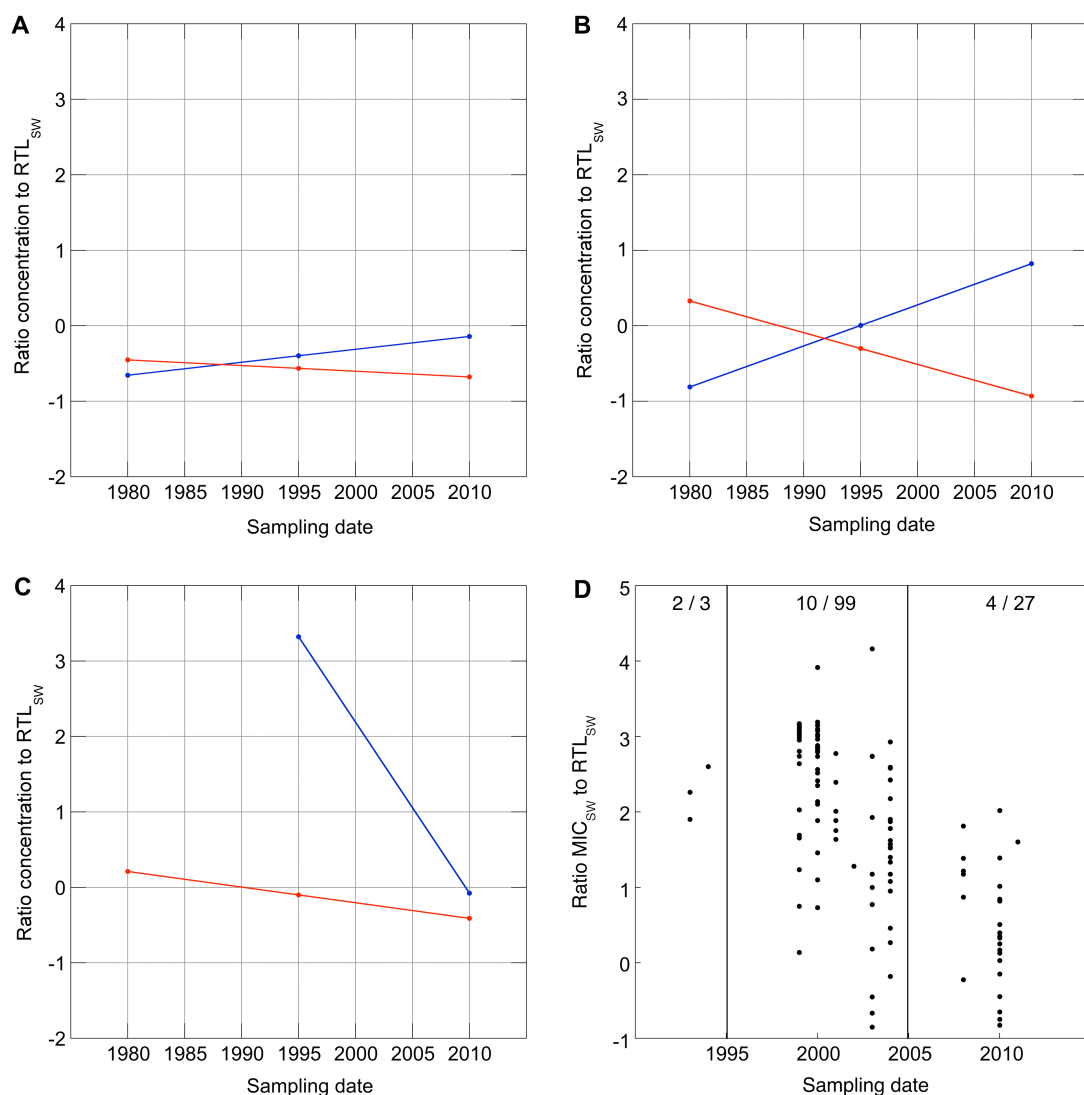 A
4
3
2
1
0
-1
-2
Ratio concentration to RTLSW
1980 1985 1990 1995 2000 2005 2010
Sampling date
B
4
3
2
1
0
-1
-2
Ratio concentration to RTLSW
1980 1985 1990 1995 2000 2005 2010
Sampling date
C
4
3
2
1
0
-1
-2
Ratio concentration to RTLSW
1980 1985 1990 1995 2000 2005 2010
Sampling date
D
2 / 3 10 / 99 4 / 27
5
4
3
2
1
0
-1
Ratio MICSW to RTLSW
1995 2000 2005 2010
Sampling date